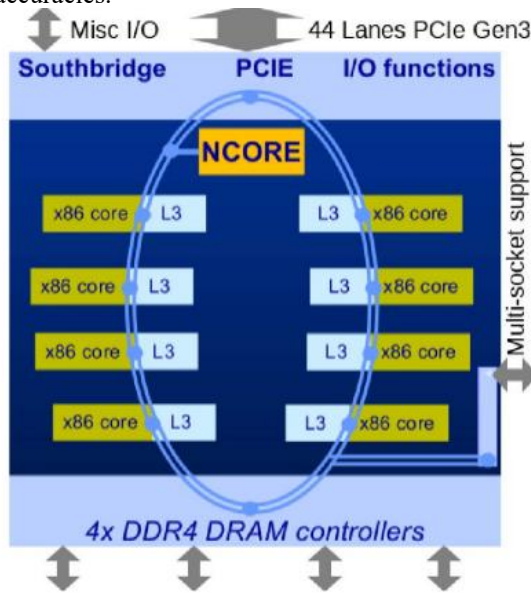 accuracies.
Misc I/O 44 Lanes PCIe Gen3
Southbridge PCIE I/O functions
NCORE
x86 core L3 L3 x86 core
x86 core L3 L3 x86 core
x86 core L3 L3 x86 core
x86 core L3 L3 x86 core
Multi-socket support
4x DDR4 DRAM controllers